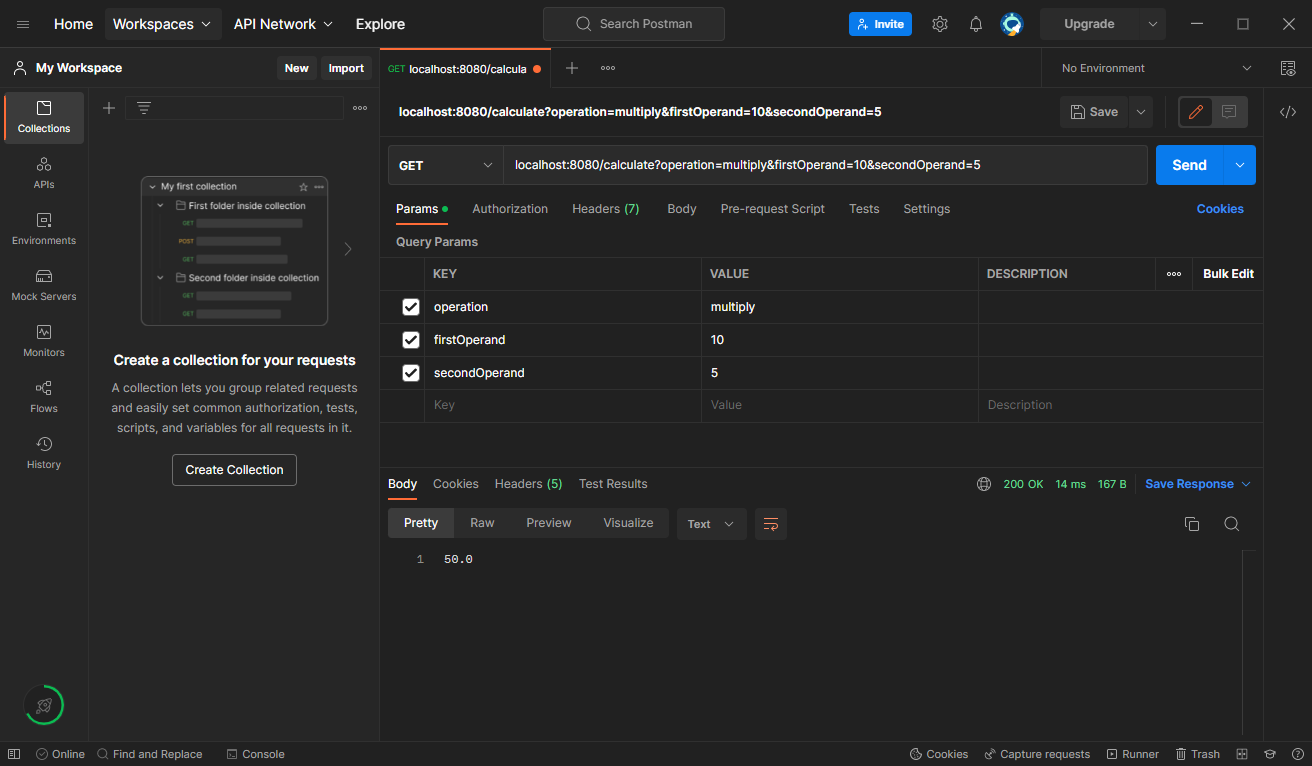 Home Workspaces API Network Explore Search Postman Invite Upgrade
My Workspace New Import
GET localhost:8080/calcula No Environment
localhost:8080/calculate?operation=multiply&firstOperand=10&secondOperand=5 Save
GET localhost:8080/calculate?operation=multiply&firstOperand=10&secondOperand=5 Send
Params Authorization Headers (7) Body Pre-request Script Tests Settings Cookies
Query Params
KEY VALUE DESCRIPTION Bulk Edit
operation multiply
firstOperand 10
secondOperand 5
Key Value Description
Body Cookies Headers (5) Test Results 200 OK 14 ms 167 B Save Response
Pretty Raw Preview Visualize Text
1 50.0
Collections
APIs
Environments
Mock Servers
Monitors
Flows
History
My first collection
First folder inside collection
GET
POST
GET
Second folder inside collection
GET
GET
Create a collection for your requests
A collection lets you group related requests
and easily set common authorization, tests,
scripts, and variables for all requests in it.
Create Collection
Online Find and Replace Console Cookies Capture requests Runner Trash